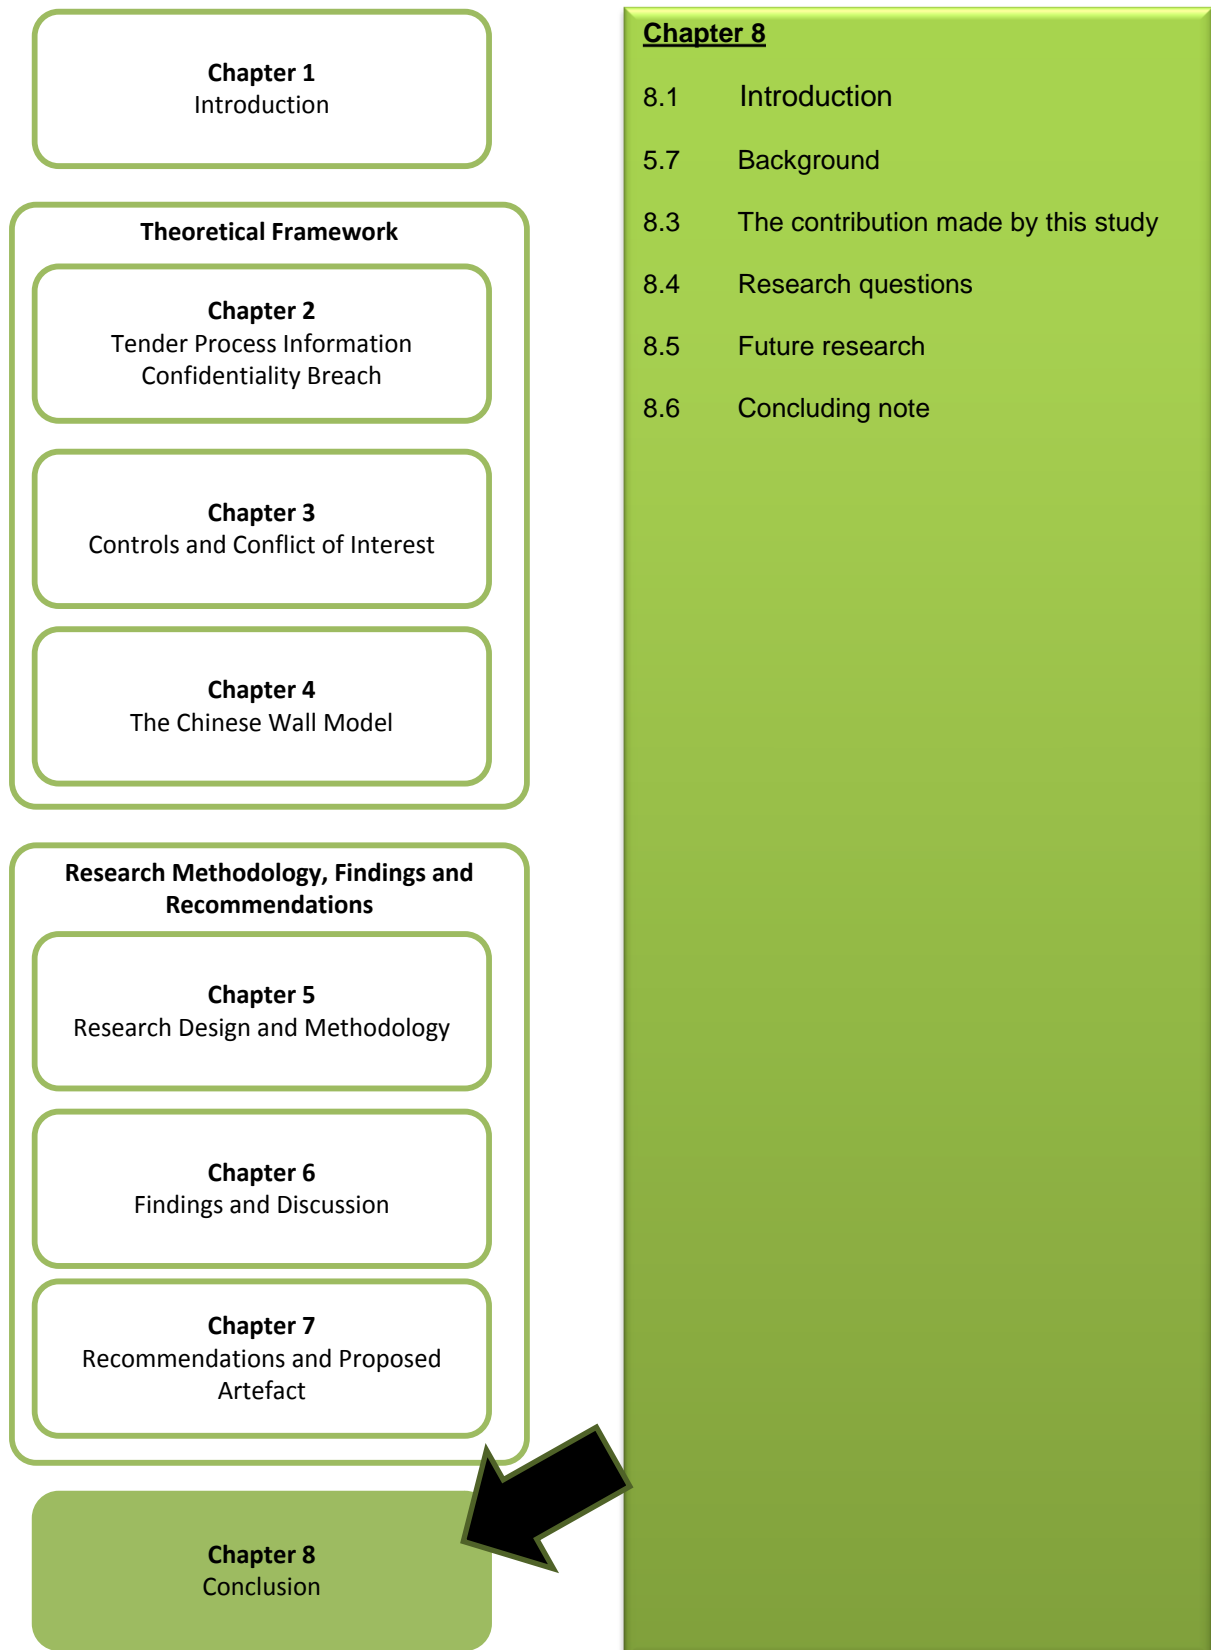 Chapter 1
Introduction
Theoretical Framework
Chapter 2
Tender Process Information
Confidentiality Breach
Chapter 3
Controls and Conflict of Interest
Chapter 4
The Chinese Wall Model
Research Methodology, Findings and
Recommendations
Chapter 5
Research Design and Methodology
Chapter 6
Findings and Discussion
Chapter 7
Recommendations and Proposed
Artefact
Chapter 8
Conclusion
Chapter 8
8.1 Introduction
5.7 Background
8.3 The contribution made by this study
8.4 Research questions
8.5 Future research
8.6 Concluding note